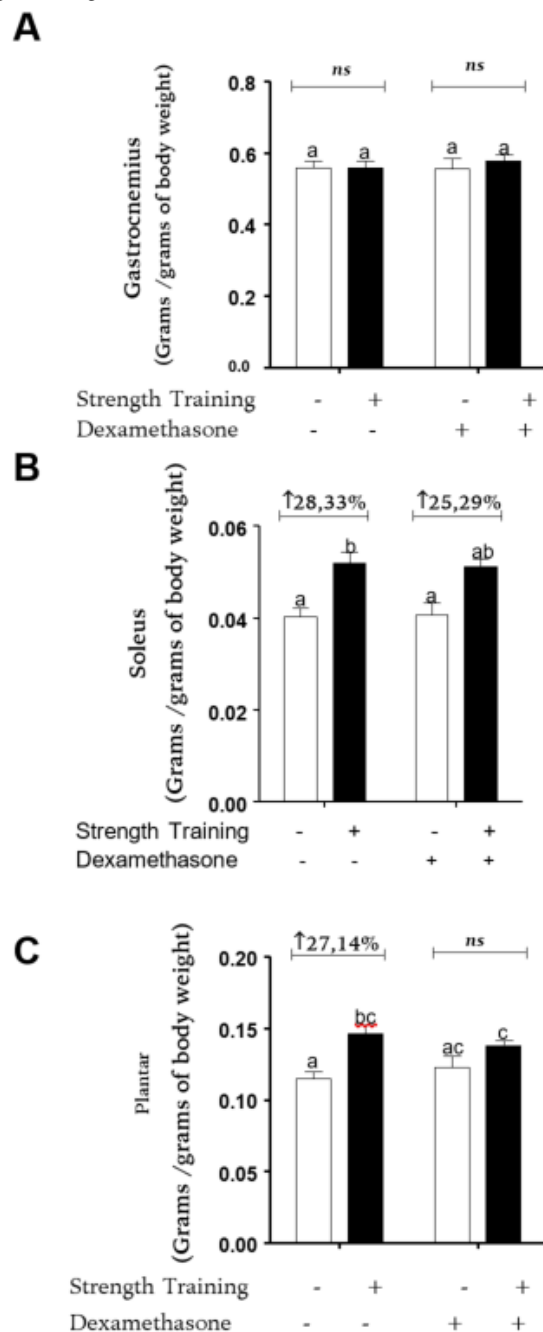 A
ns ns
0.8
a a a a
0.6
0.4
0.2
0.0
Gastrocnemius
(Grams /grams of body weight)
Strength Training - + - +
Dexamethasone - - + +
B
↑28,33% ↑25,29%
0.06
b ab
a a
0.04
0.02
0.00
Soleus
(Grams /grams of body weight)
Strength Training - + - +
Dexamethasone - - + +
C
↑27,14% ns
0.20
bc
0.15
a ac c
0.10
0.05
0.00
Plantar
(Grams /grams of body weight)
Strength Training - + - +
Dexamethasone - - + +